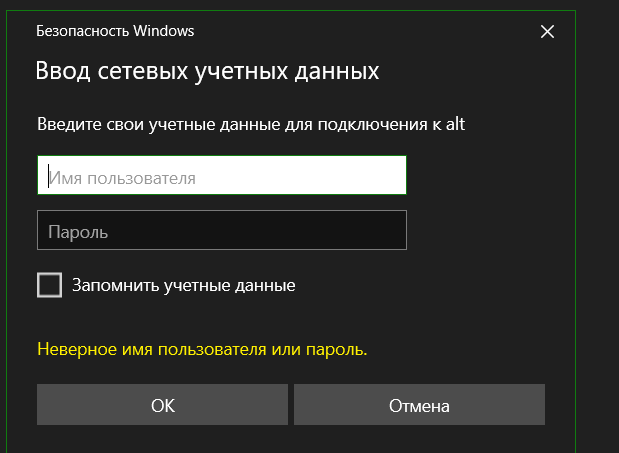 Безопасность Windows
Ввод сетевых учетных данных
Введите свои учетные данные для подключения к alt
Имя пользователя
Пароль
Запомнить учетные данные
Неверное имя пользователя или пароль.
ОК Отмена